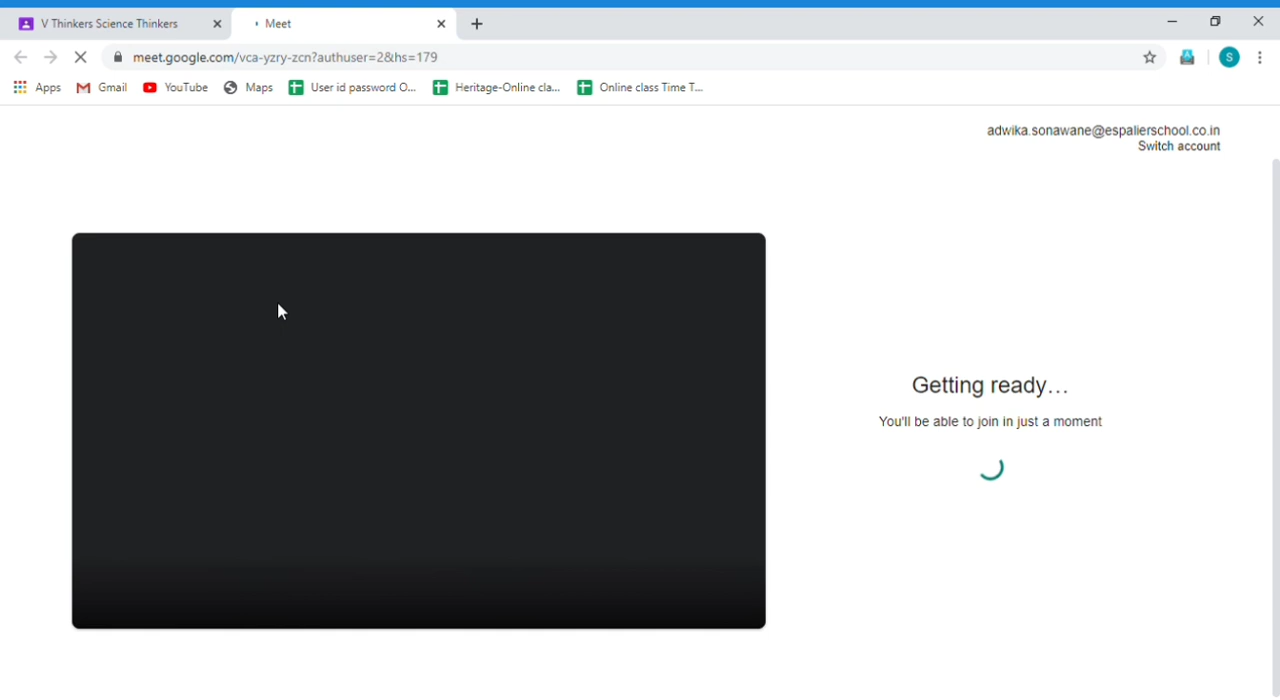 V Thinkers Science Thinkers
Meet
meet.google.com/vca-yzry-zcn?authuser=2&hs=179
S
Apps
Gmail
YouTube
Maps
User id password O...
Heritage-Online cla...
Online class Time T...
adwika.sonawane@espalierschool.co.in
Switch account
Getting ready...
You'll be able to join in just a moment